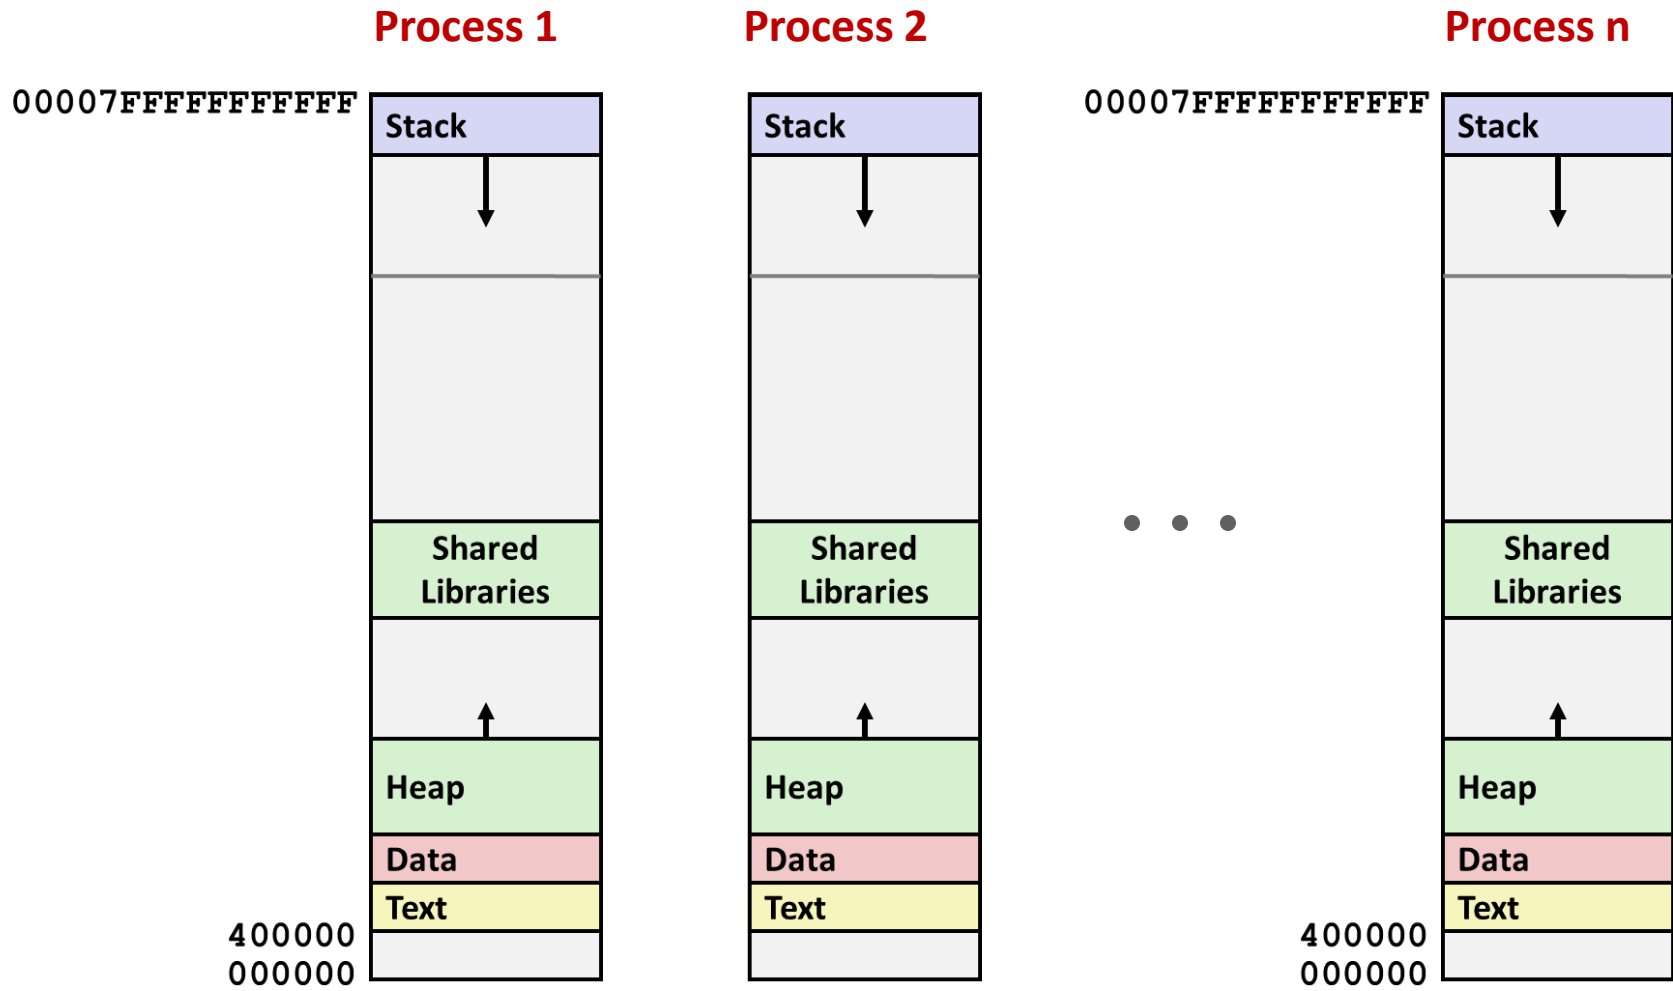 Process 1
Process 2
Process n
00007FFFFFFFFFFF
Stack
Stack
00007FFFFFFFFFFF
Stack
Shared
Libraries
Shared
Libraries
Shared
Libraries
Heap
Heap
Heap
Data
Data
Data
Text
Text
Text
400000
400000
000000
000000